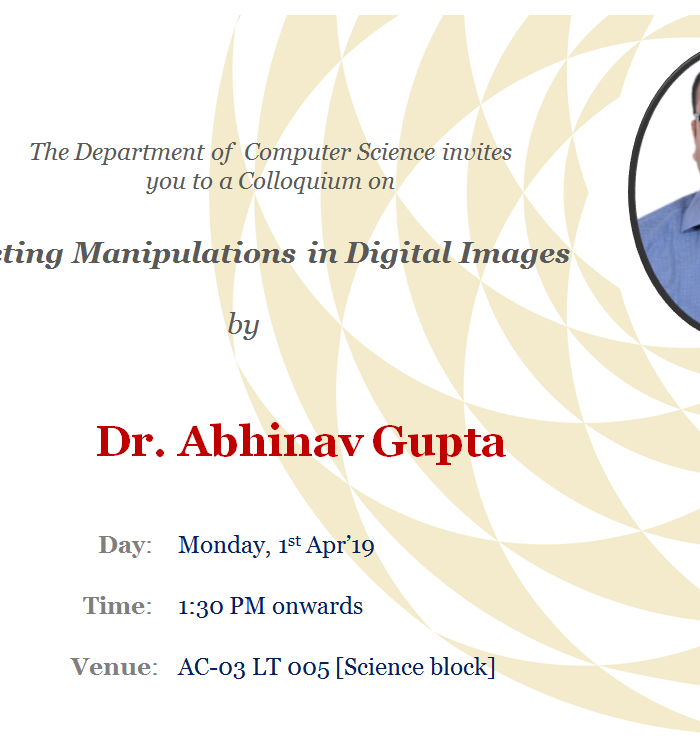 The Department of Computer Science invites
you to a Colloquium on
Manipulations in Digital Images
by
Dr. Abhinav Gupta
Day: Monday, 1st Apr’19
Time: 1:30 PM onwards
Venue: AC-03 LT 005 [Science block]